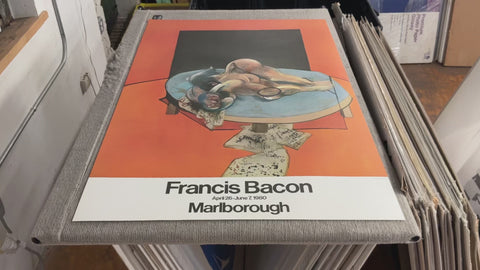 Francis Bacon
April 26 - June 7, 1980
Marlborough